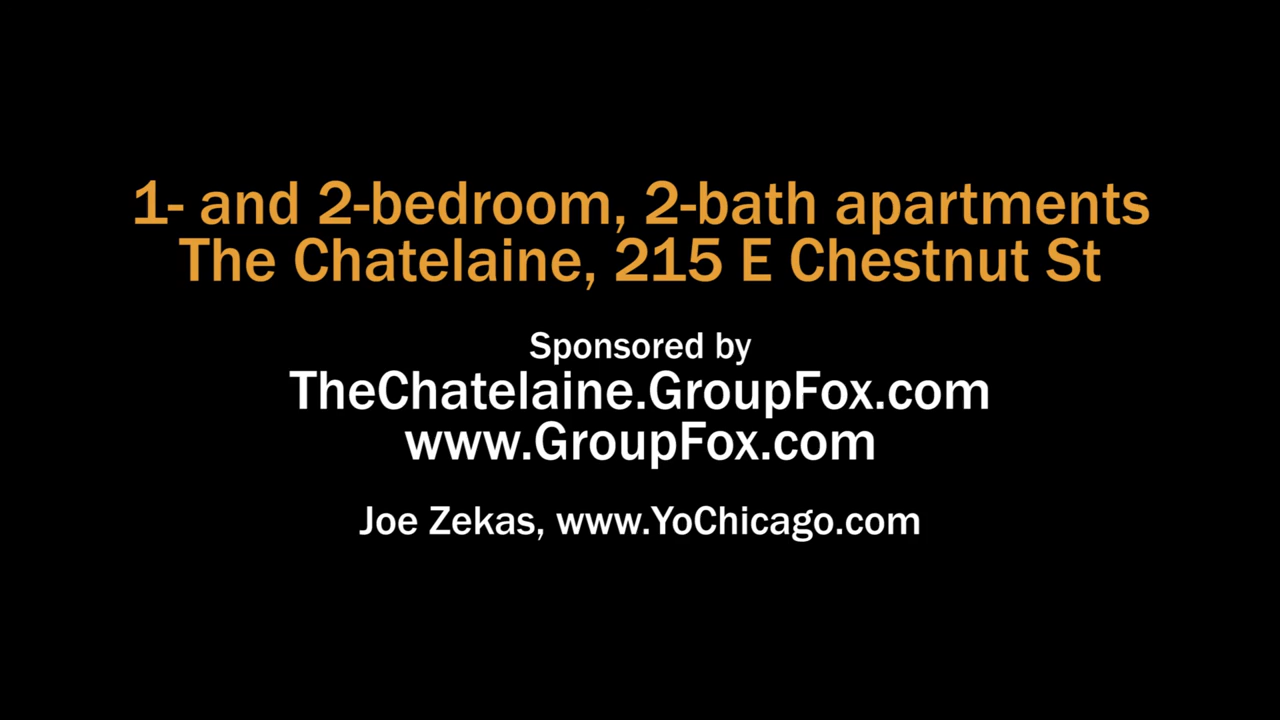 1- and 2-bedroom, 2-bath apartments
The Chatelaine, 215 E Chestnut St
Sponsored by
TheChatelaine.GroupFox.com
www.GroupFox.com
Joe Zekas, www.YoChicago.com